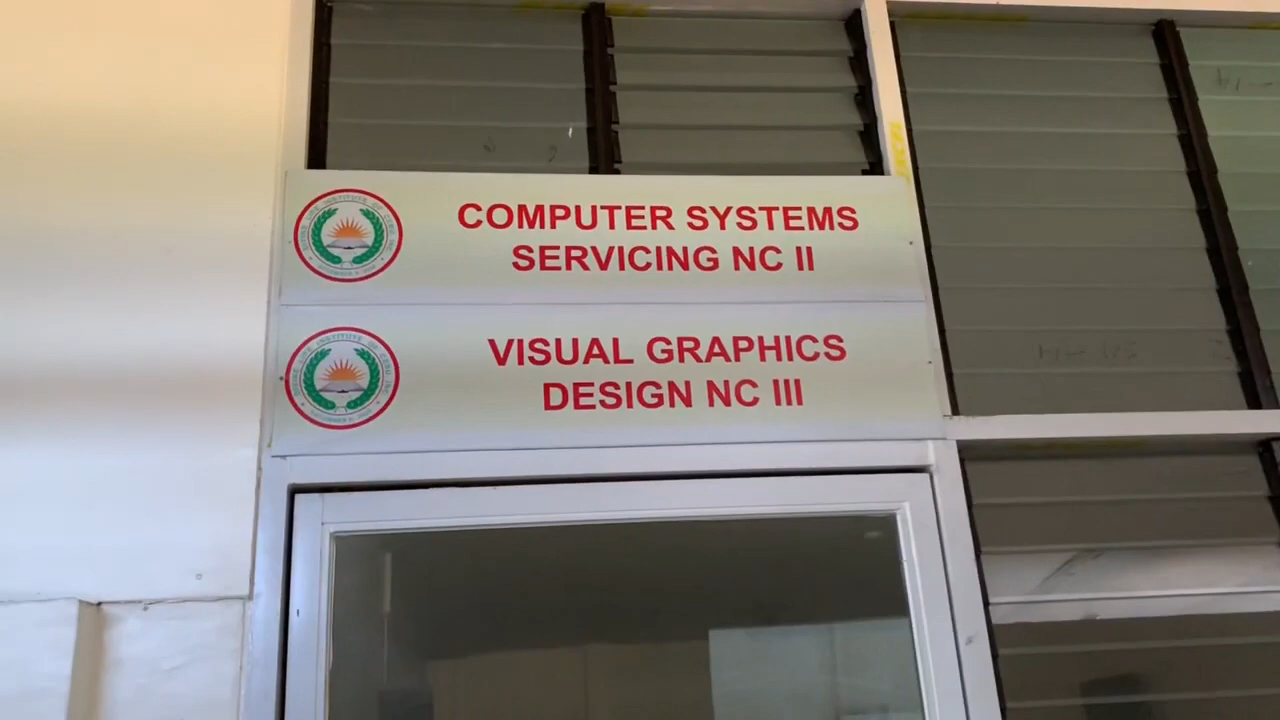 COMPUTER SYSTEMS
SERVICING NC II
VISUAL GRAPHICS
DESIGN NC III